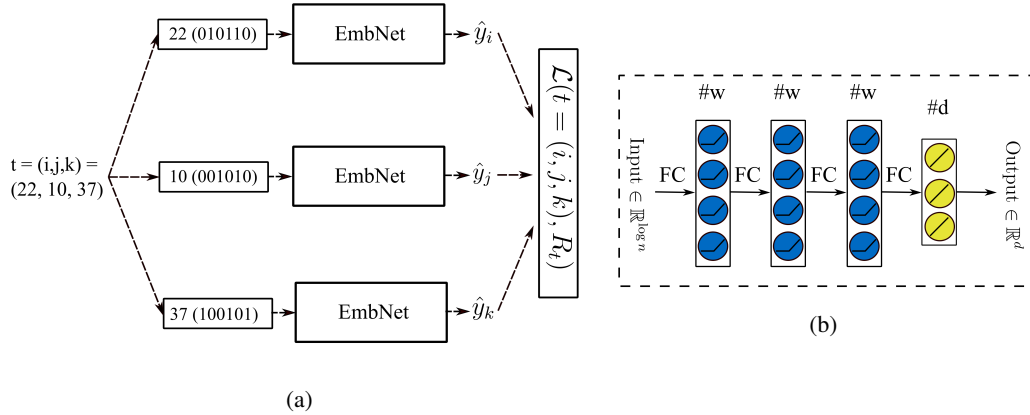 22 (010110)
EmbNet
ŷ_i
t = (i,j,k) =
(22, 10, 37)
10 (001010)
EmbNet
ŷ_j
37 (100101)
EmbNet
ŷ_k
ℒ(t = (i, j, k), R_t)
(a)
Input ∈ ℝ^{log n}
FC
#w
FC
#w
FC
#w
FC
#d
Output ∈ ℝ^d
(b)